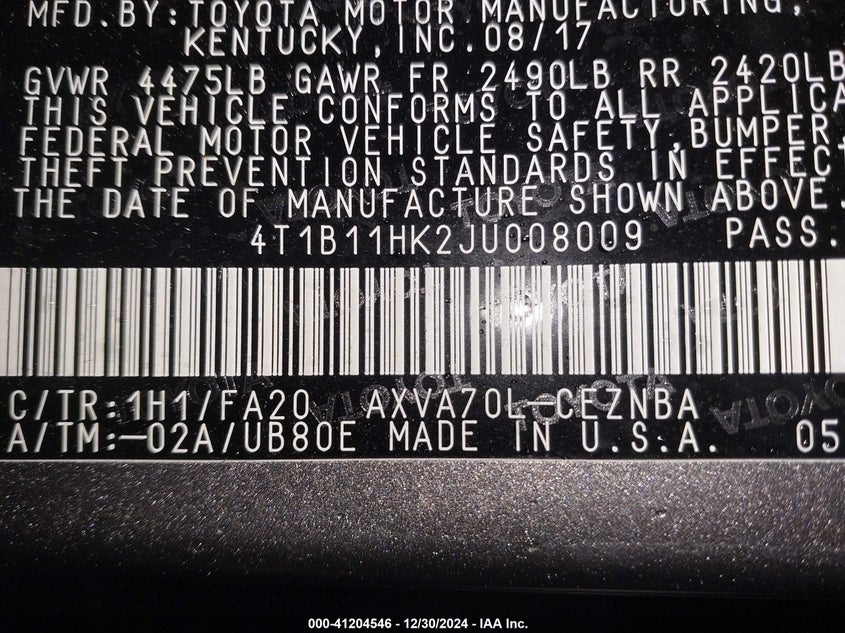 MFD.BY:TOYOTA MOTOR MANUFACTURING,
KENTUCKY,INC.08/17
GVWR 4475LB GAWR FR 2490LB RR 2420LB
THIS VEHICLE CONFORMS TO ALL APPLICA
FEDERAL MOTOR VEHICLE SAFETY,BUMPER,
THEFT PREVENTION STANDARDS IN EFFECT
THE DATE OF MANUFACTURE SHOWN ABOVE.
4T1B11HK2JU008009 PASS.
C/TR:1H1/FA20 AXVA70L-CEZNBA
A/TM:-02A/UB80E MADE IN U.S.A. 05
000-41204546 - 12/30/2024 - IAA Inc.